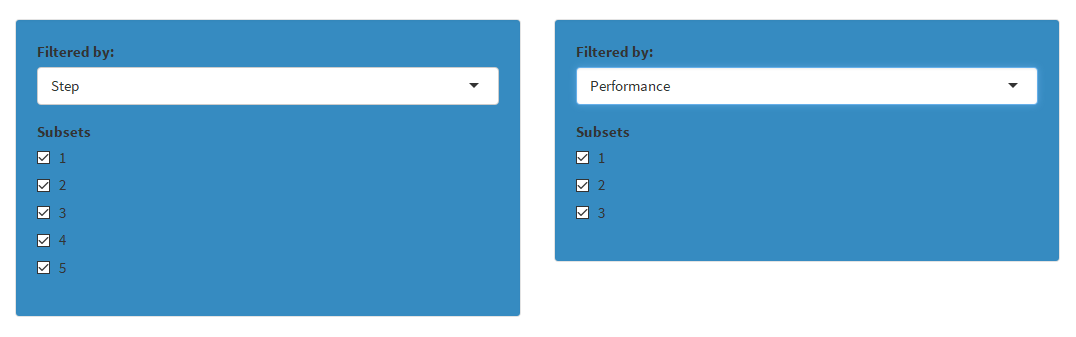 Filtered by:
Step
Subsets
1
2
3
4
5
Filtered by:
Performance
Subsets
1
2
3